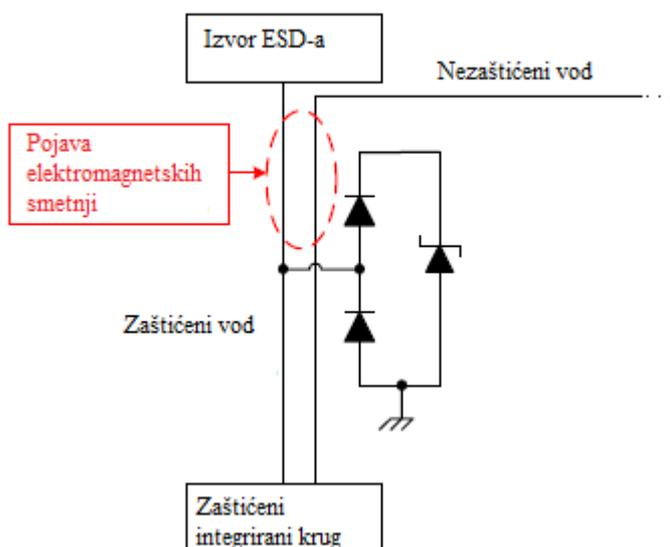 Izvor ESD-a
Nezaštićeni vod
Pojava
elektromagnetskih
smetnji
Zaštićeni vod
Zaštićeni
integrirani krug